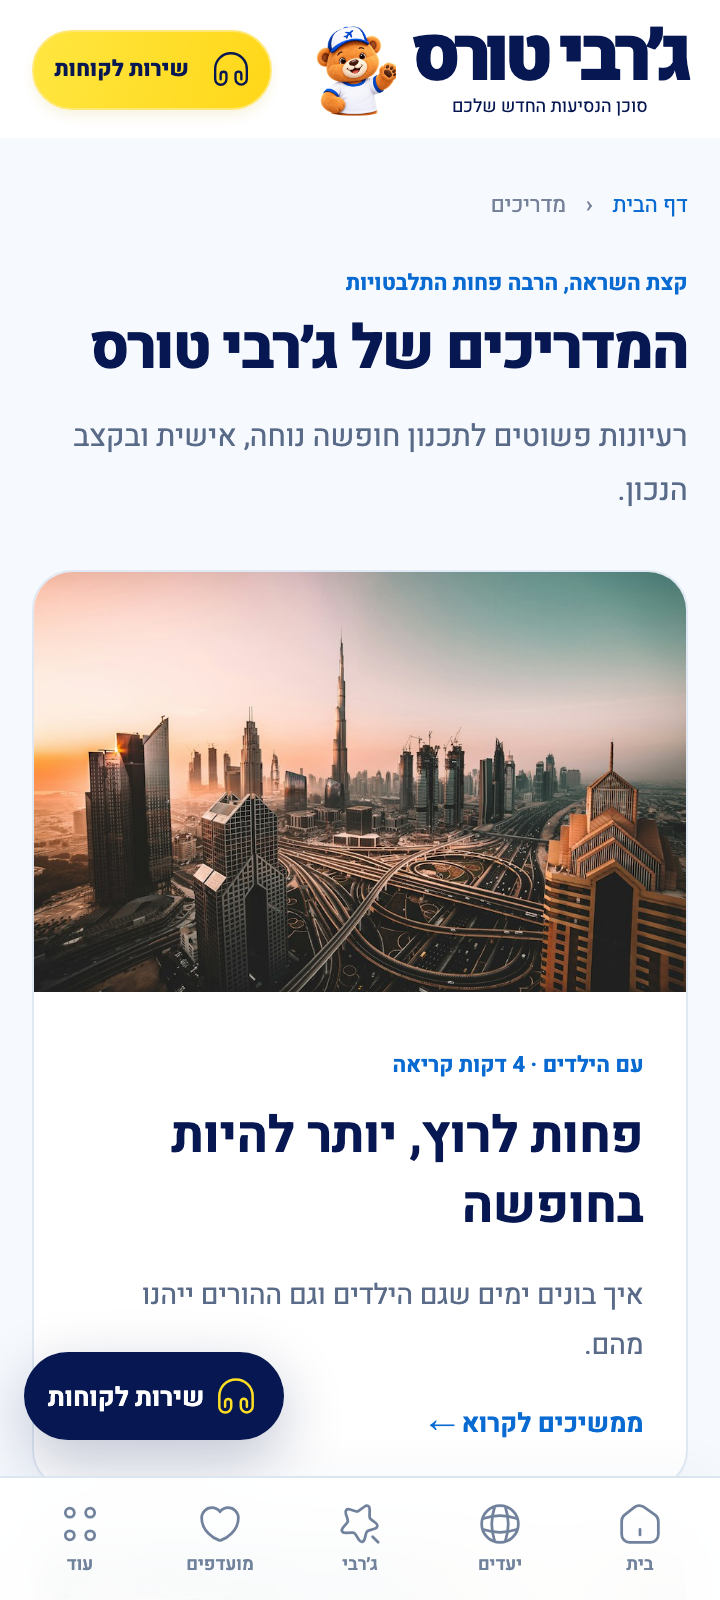 ג'רבי טורס
סוכן הנסיעות החדש שלכם
שירות לקוחות
דף הבית › מדריכים
קצת השראה, הרבה פחות התלבטויות
המדריכים של ג'רבי טורס
רעיונות פשוטים לתכנון חופשה נוחה, אישית ובקצב
הנכון.
עם הילדים · 4 דקות קריאה
פחות לרוץ, יותר להיות
בחופשה
איך בונים ימים שגם הילדים וגם ההורים ייהנו
מהם.
ממשיכים לקרוא ←
שירות לקוחות
בית
יעדים
ג'רבי
מועדפים
עוד